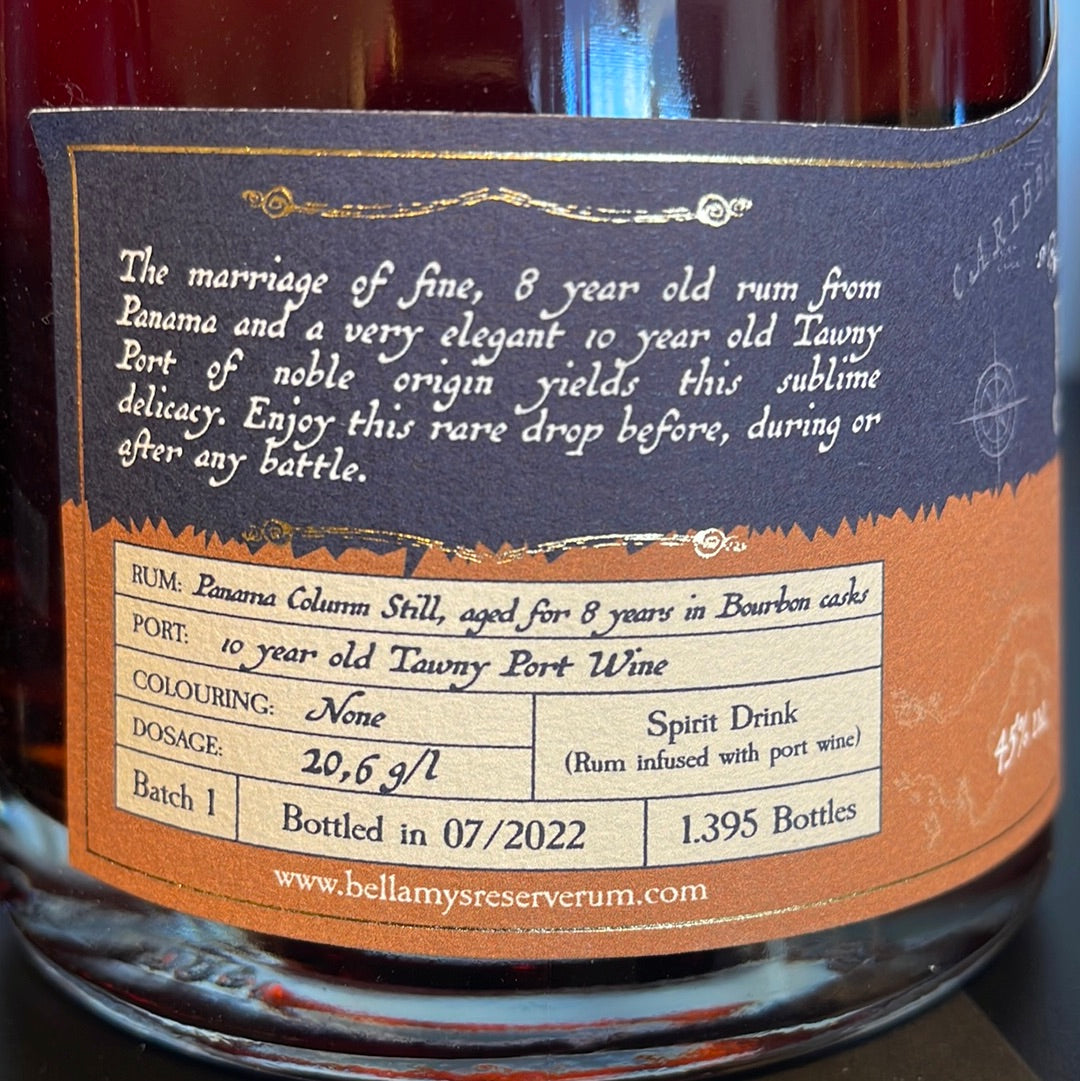 The marriage of fine, 8 year old rum from
Panama and a very elegant 10 year old Tawny
Port of noble origin yields this sublime
delicacy. Enjoy this rare drop before, during or
after any battle.
RUM: Panama Column Still, aged for 8 years in Bourbon casks
PORT: 10 year old Tawny Port Wine
COLOURING: None
DOSAGE: 20,6 g/l
Spirit Drink
(Rum infused with port wine)
Batch 1
Bottled in 07/2022
1.395 Bottles
www.bellamysreserverum.com
45%